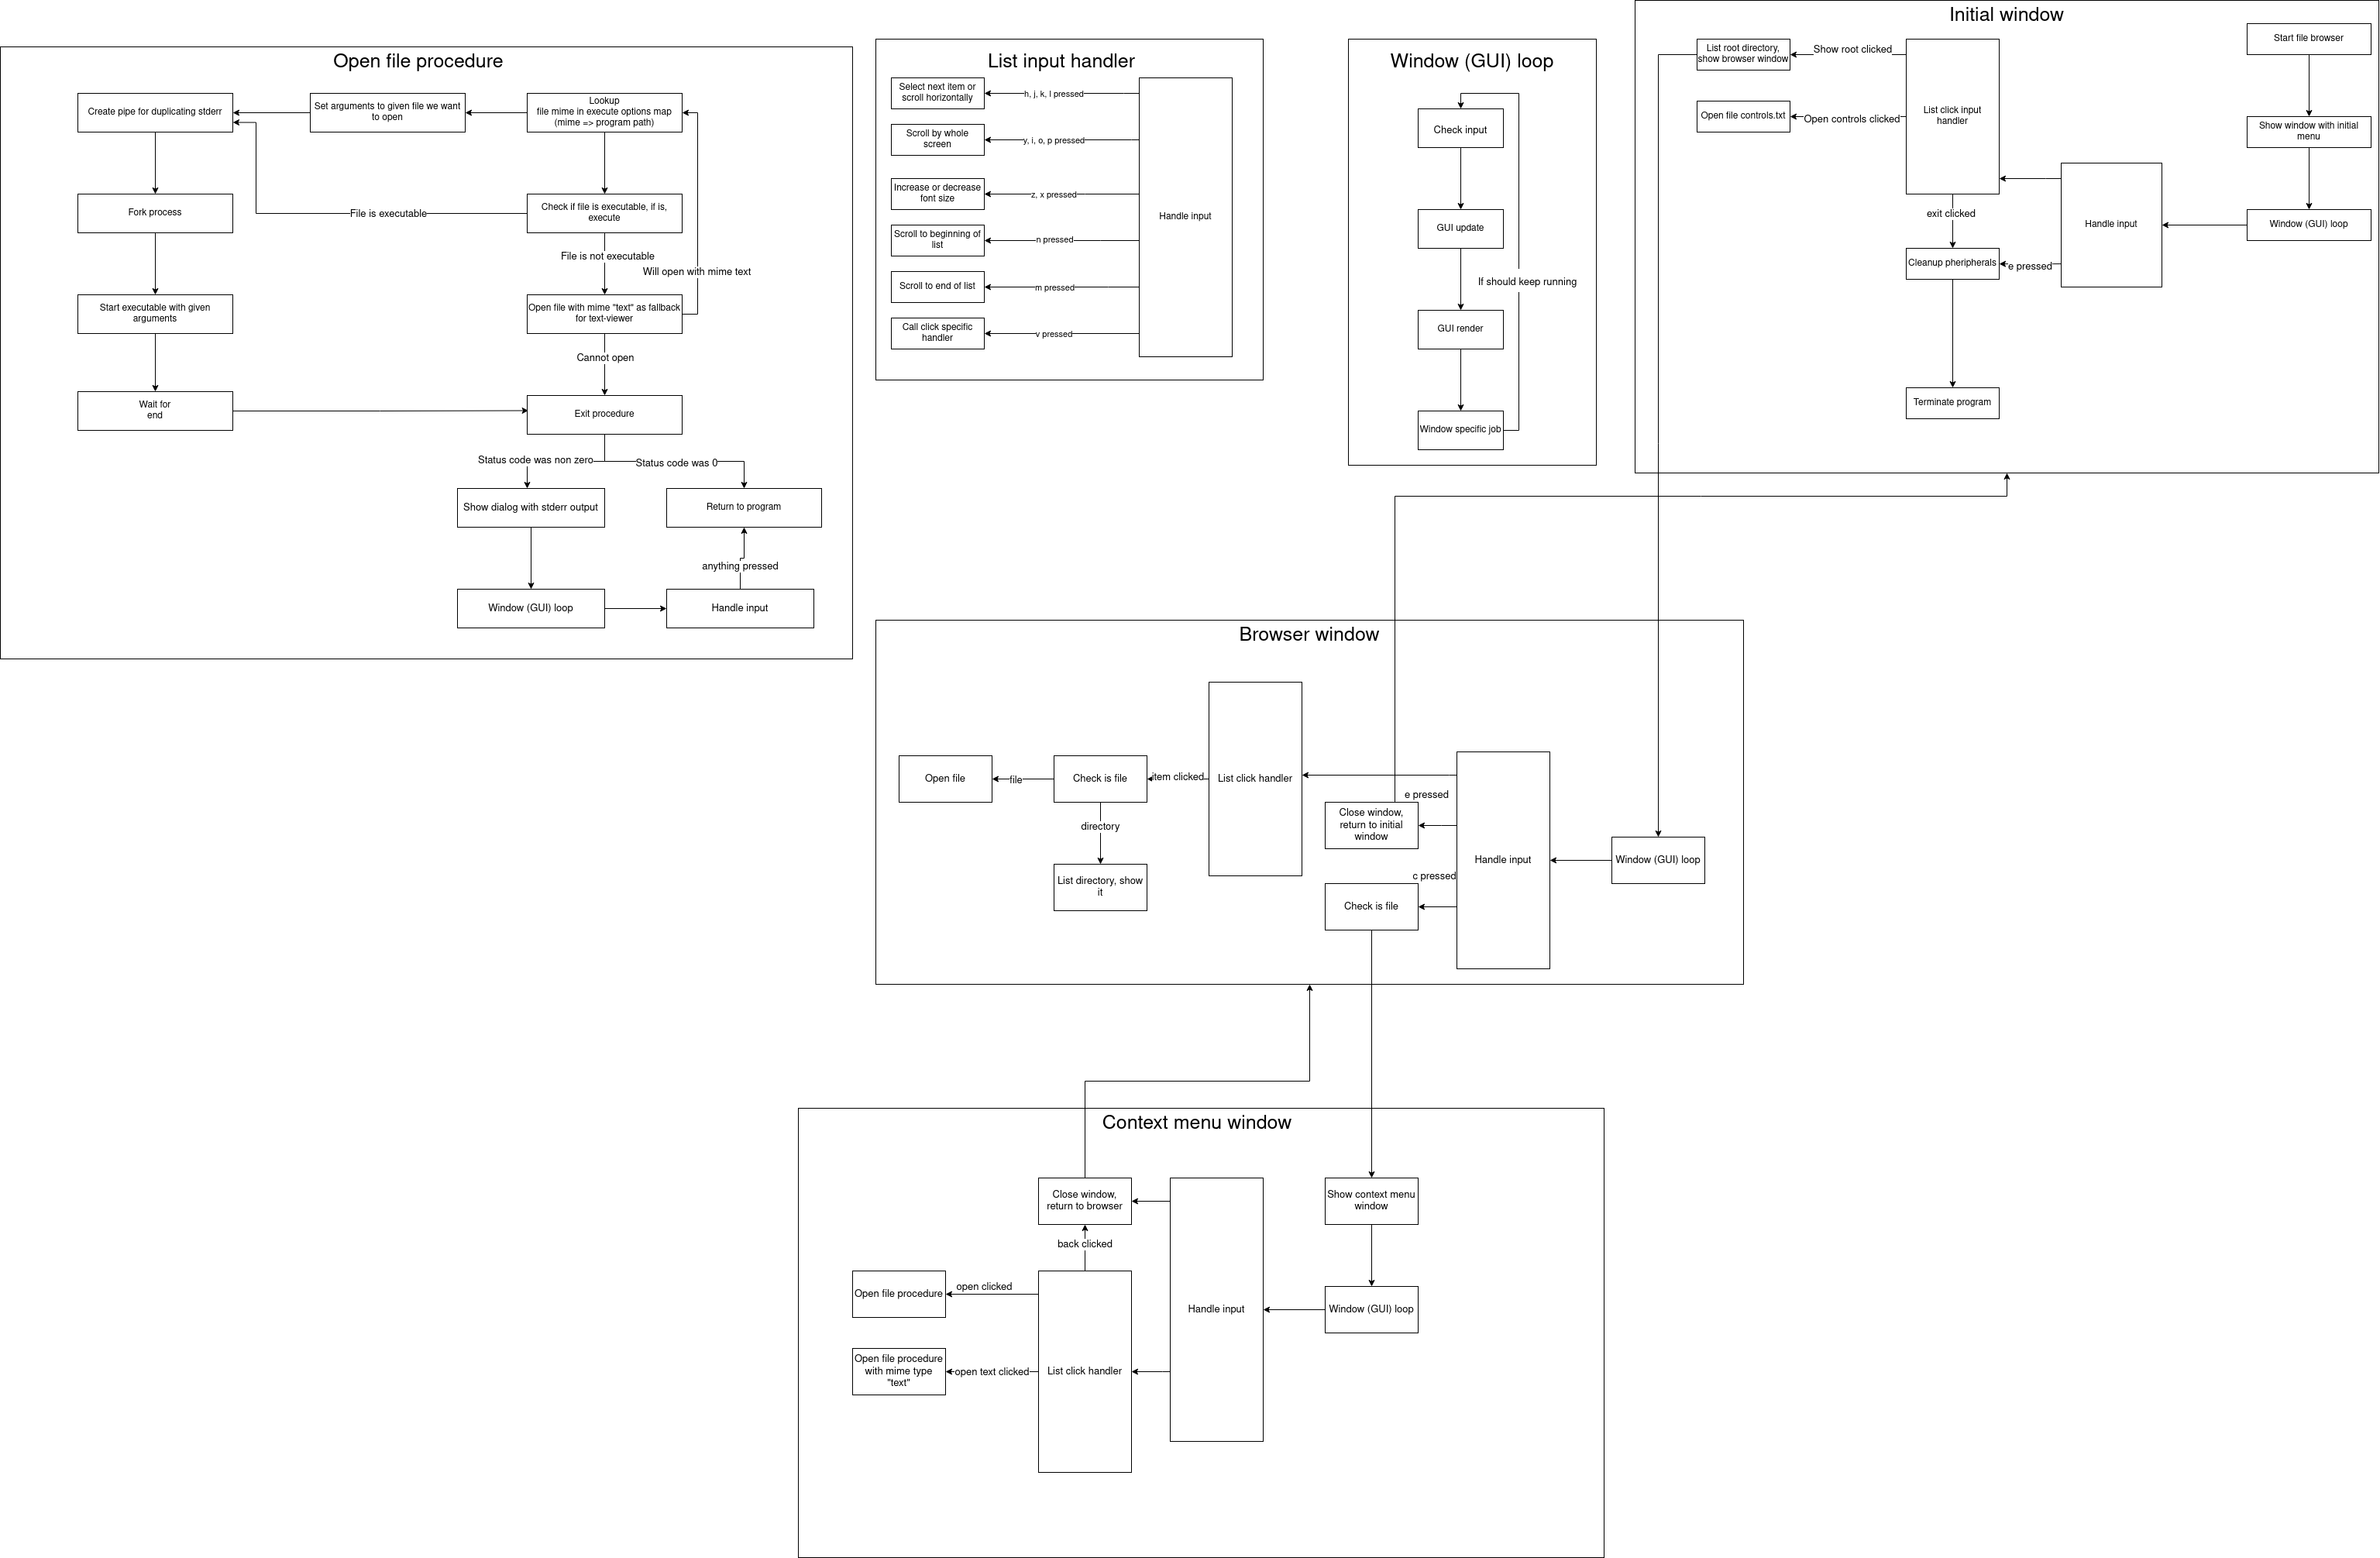 Open file procedure
Create pipe for duplicating stderr
Set arguments to given file we want
to open
Lookup
file mime in execute options map
(mime => program path)
Fork process
File is executable
Check if file is executable, if is,
execute
File is not executable
Will open with mime text
Start executable with given
arguments
Open file with mime "text" as fallback
for text-viewer
Cannot open
Wait for
end
Exit procedure
Status code was non zero
Status code was 0
Show dialog with stderr output
Return to program
anything pressed
Window (GUI) loop
Handle input
List input handler
Select next item or
scroll horizontally
h, j, k, l pressed
Scroll by whole
screen
y, i, o, p pressed
Increase or decrease
font size
z, x pressed
Handle input
Scroll to beginning of
list
n pressed
Scroll to end of list
m pressed
Call click specific
handler
v pressed
Window (GUI) loop
Check input
GUI update
If should keep running
GUI render
Window specific job
Initial window
Start file browser
List root directory,
show browser window
Show root clicked
Open file controls.txt
Open controls clicked
List click input
handler
Show window with initial
menu
exit clicked
Handle input
Window (GUI) loop
Cleanup pheripherals
e pressed
Terminate program
Browser window
Open file
file
Check is file
item clicked
List click handler
e pressed
Close window,
return to initial
window
directory
List directory, show
it
Handle input
Window (GUI) loop
c pressed
Check is file
Context menu window
Close window,
return to browser
Show context menu
window
back clicked
open clicked
Open file procedure
Handle input
Window (GUI) loop
Open file procedure
with mime type
"text"
open text clicked
List click handler